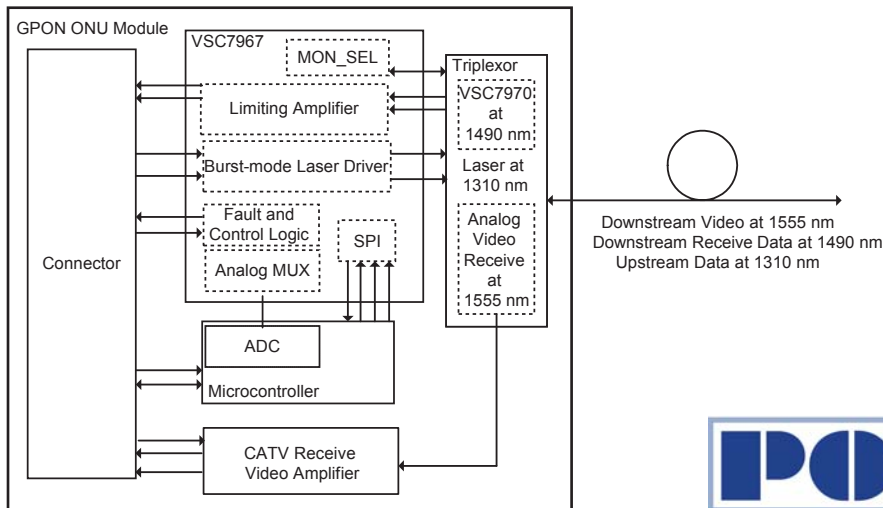 GPON ONU Module
VSC7967
MON_SEL
Limiting Amplifier
Burst-mode Laser Driver
Fault and
Control Logic
SPI
Analog MUX
Connector
ADC
Microcontroller
CATV Receive
Video Amplifier
Triplexor
VSC7970
at
1490 nm
Laser at
1310 nm
Analog
Video
Receive
at
1555 nm
Downstream Video at 1555 nm
Downstream Receive Data at 1490 nm
Upstream Data at 1310 nm
PO